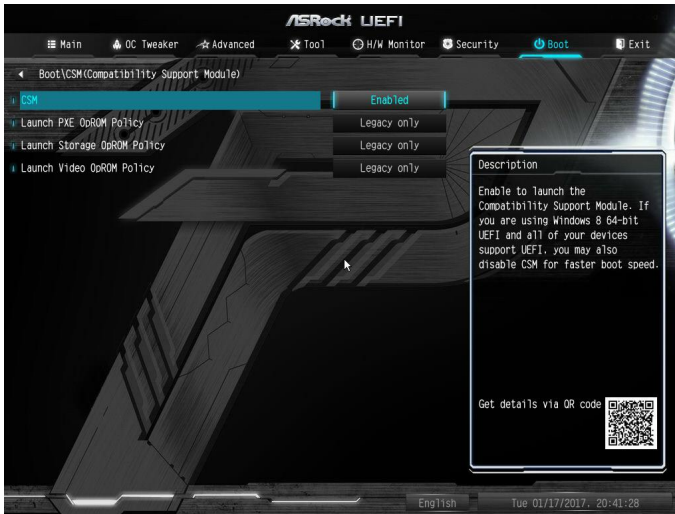 ASRock UEFI
Main OC Tweaker Advanced Tool H/W Monitor Security Boot Exit
Boot\CSM(Compatibility Support Module)
CSM Enabled
Launch PXE OpROM Policy Legacy only
Launch Storage OpROM Policy Legacy only
Launch Video OpROM Policy Legacy only
Description
Enable to launch the
Compatibility Support Module. If
you are using Windows 8 64-bit
UEFI and all of your devices
support UEFI, you may also
disable CSM for faster boot speed.
Get details via QR code
English Tue 01/17/2017. 20:41:28